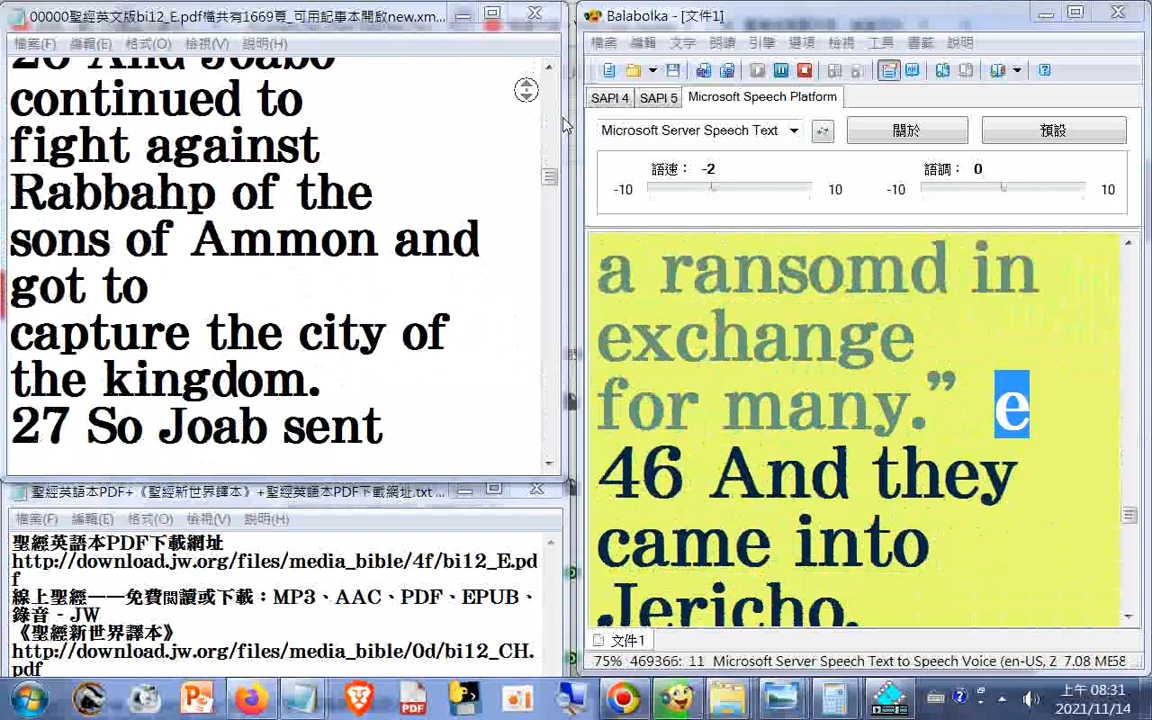 00000聖經英文版bi12_E.pdf檔共有1669頁_可用記事本開啟new.xm...
檔案(F) 編輯(E) 格式(O) 檢視(V) 說明(H)
26 And Joabo
continued to
fight against
Rabbahp of the
sons of Ammon and
got to
capture the city of
the kingdom.
27 So Joab sent
聖經英語本PDF+《聖經新世界譯本》+聖經英語本PDF下載網址.txt ...
檔案(F) 編輯(E) 格式(O) 檢視(V) 說明(H)
聖經英語本PDF下載網址
http://download.jw.org/files/media_bible/4f/bi12_E.pd
f
線上聖經——免費閱讀或下載：MP3、AAC、PDF、EPUB、
錄音 - JW
《聖經新世界譯本》
http://download.jw.org/files/media_bible/0d/bi12_CH.
pdf
Balabolka - [文件1]
檔案 編輯 文字 朗讀 引擎 選項 檢視 工具 書籤 說明
SAPI 4 SAPI 5 Microsoft Speech Platform
Microsoft Server Speech Text 關於 預設
語速： -2 語調： 0
-10 10 -10 10
a ransomd in
exchange
for many.” e
46 And they
came into
Jericho.
文件1
75% 469366: 11 Microsoft Server Speech Text to Speech Voice (en-US, Z 7.08 МБ58
上午 08:31
2021/11/14